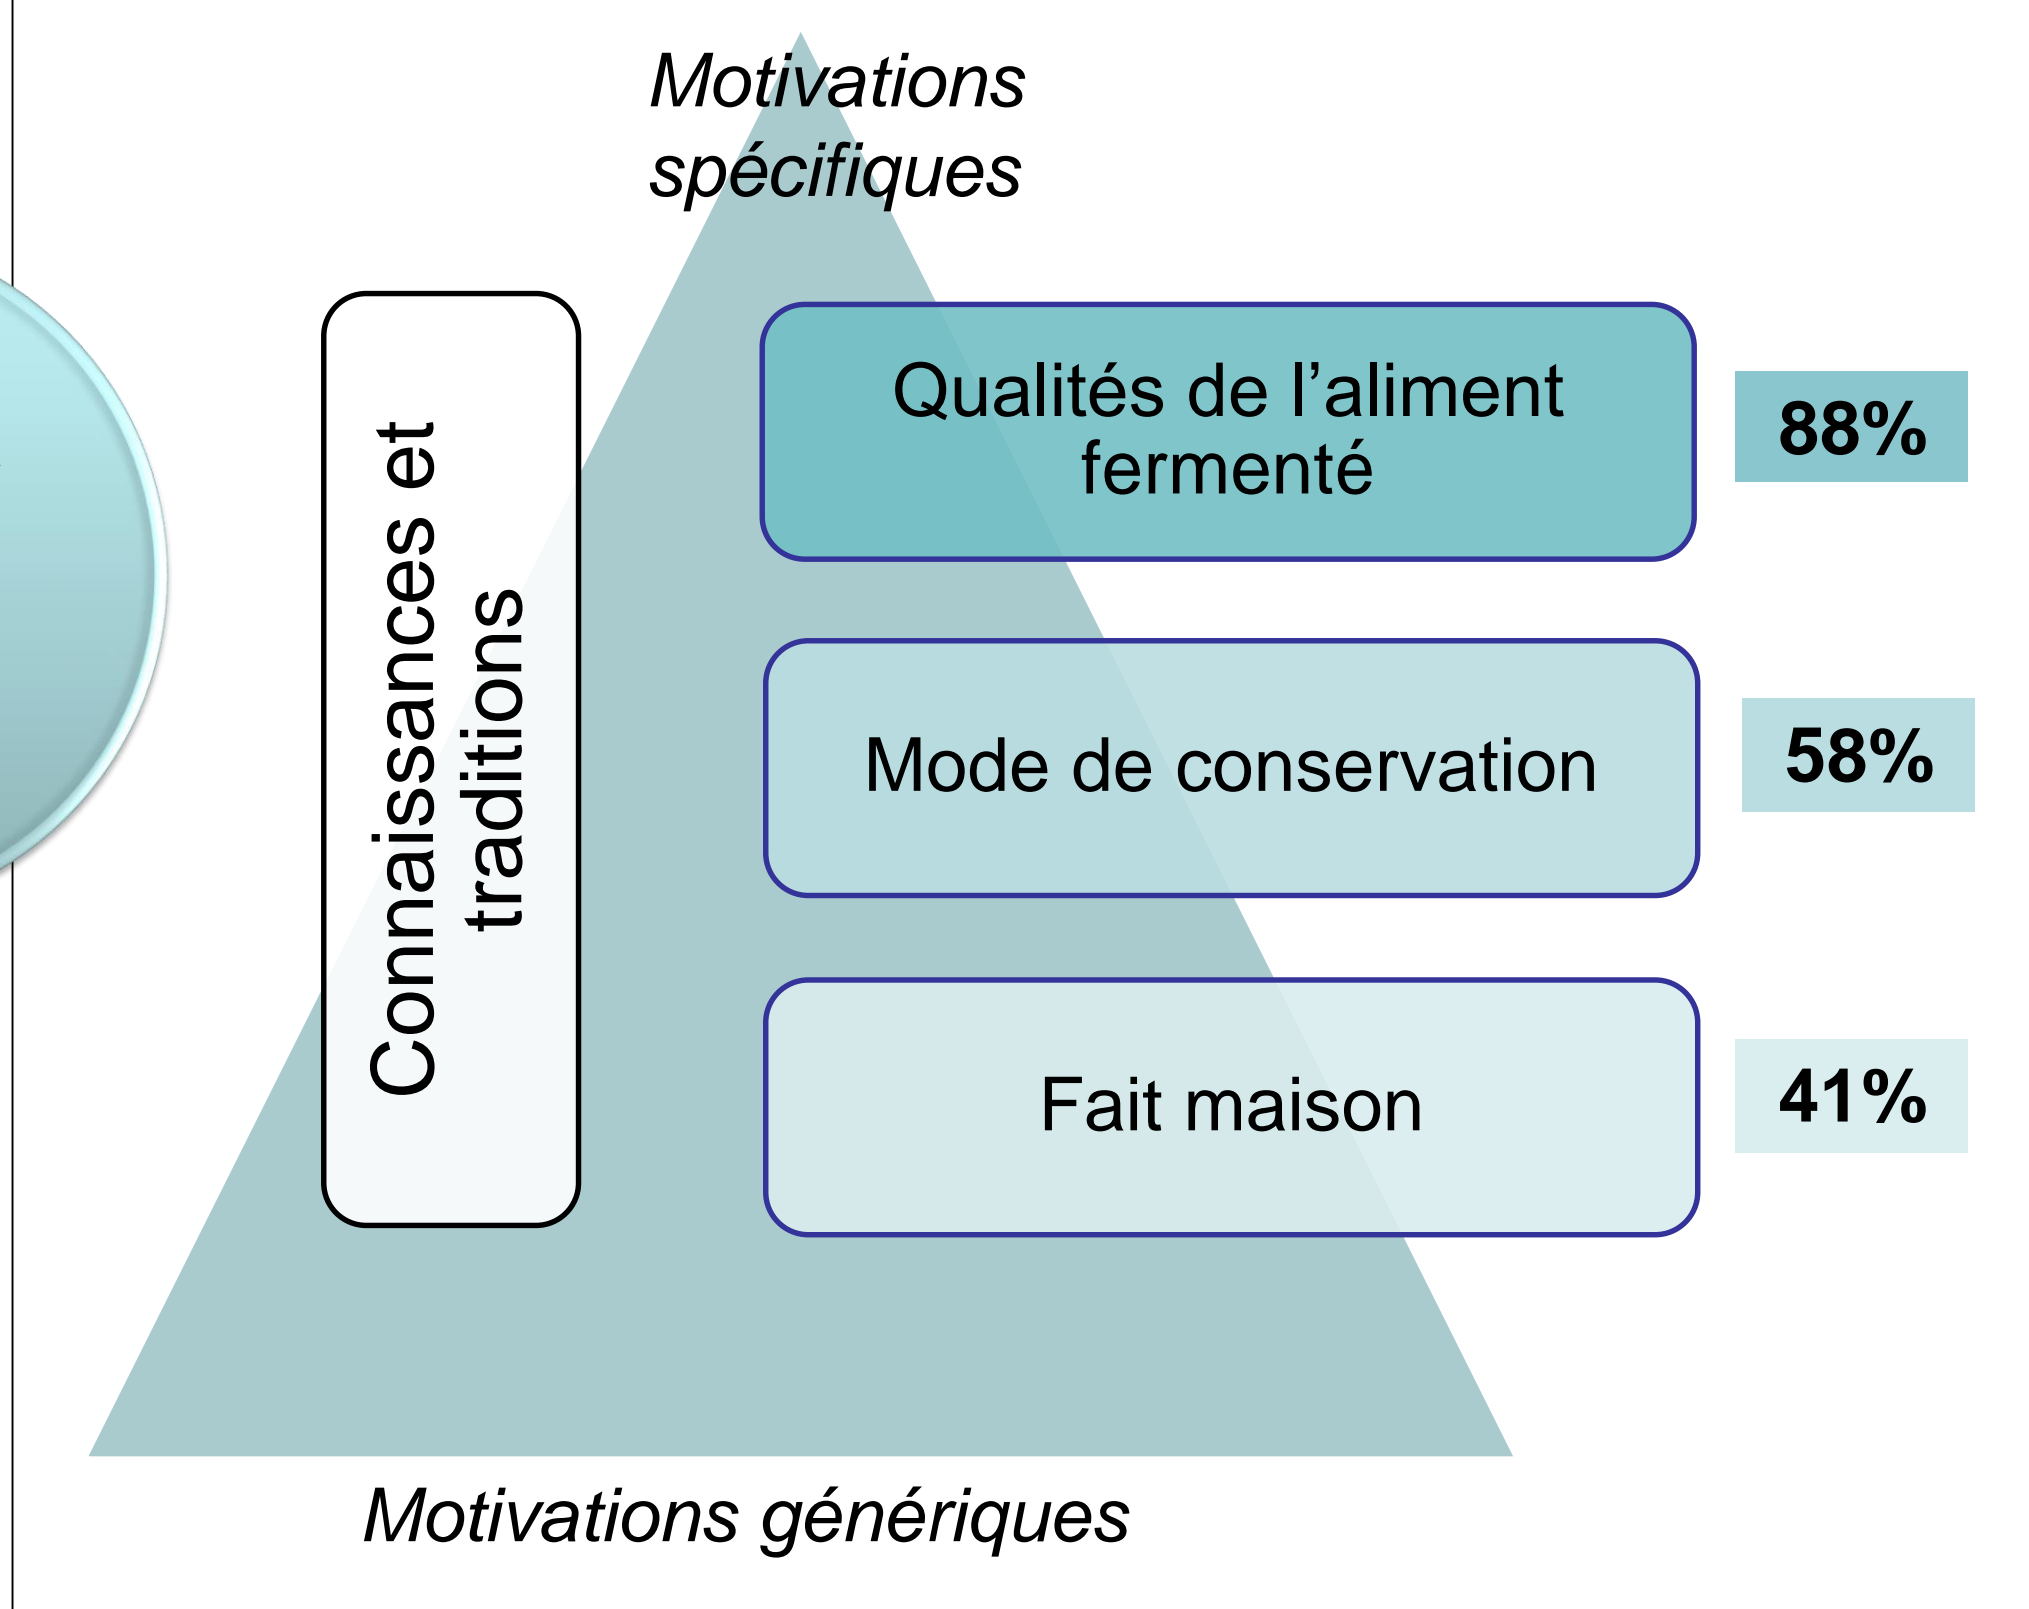 Motivations
spécifiques
Connaissances et
traditions
Qualités de l’aliment
fermenté
88%
Mode de conservation
58%
Fait maison
41%
Motivations génériques